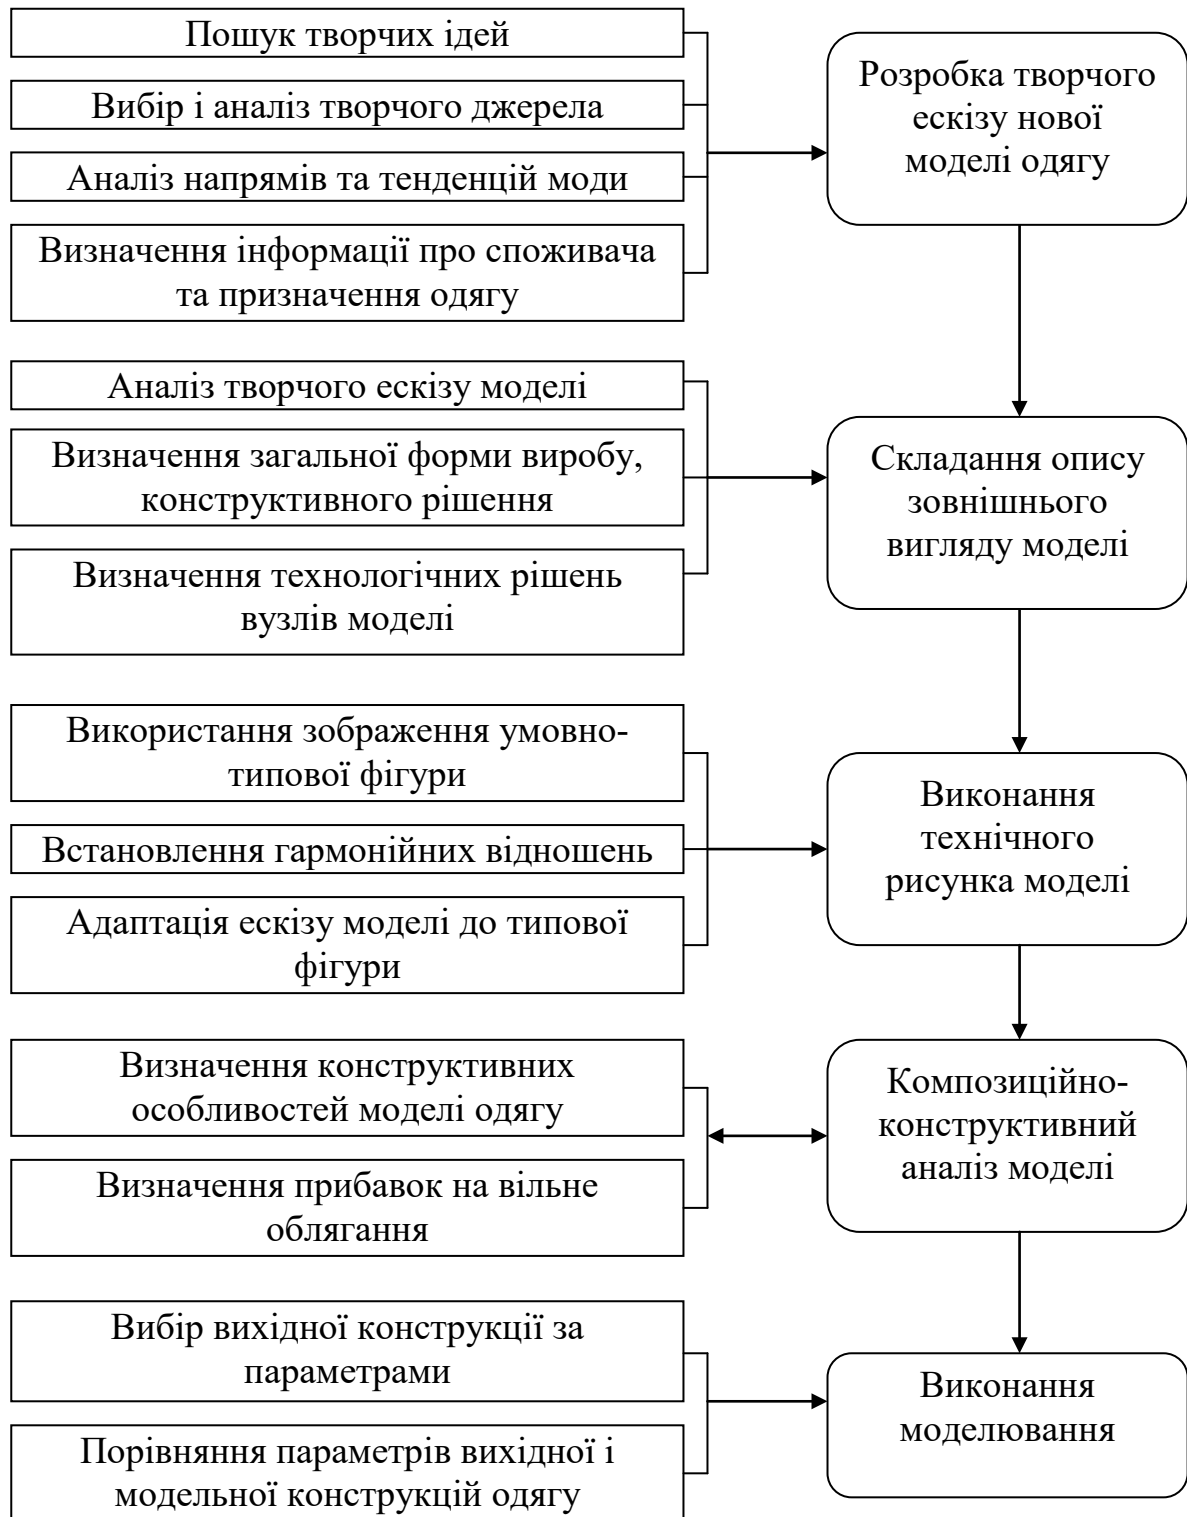 Пошук творчих ідей
Вибір і аналіз творчого джерела
Аналіз напрямів та тенденцій моди
Визначення інформації про споживача
та призначення одягу
Розробка творчого
ескізу нової
моделі одягу
Аналіз творчого ескізу моделі
Визначення загальної форми виробу,
конструктивного рішення
Визначення технологічних рішень
вузлів моделі
Складання опису
зовнішнього
вигляду моделі
Використання зображення умовно-
типової фігури
Встановлення гармонійних відношень
Адаптація ескізу моделі до типової
фігури
Виконання
технічного
рисунка моделі
Визначення конструктивних
особливостей моделі одягу
Визначення прибавок на вільне
облягання
Композиційно-
конструктивний
аналіз моделі
Вибір вихідної конструкції за
параметрами
Порівняння параметрів вихідної і
модельної конструкцій одягу
Виконання
моделювання